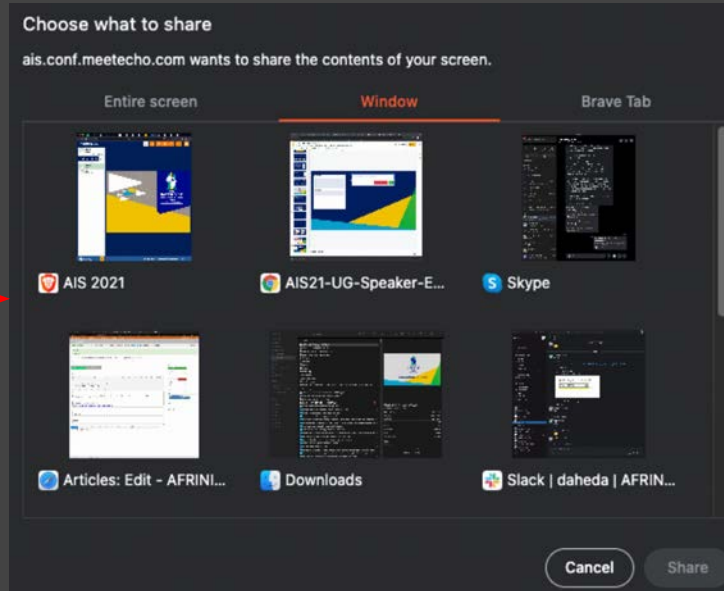 Choose what to share
ais.conf.meetecho.com wants to share the contents of your screen.
Entire screen Window Brave Tab
AIS 2021 AIS21-UG-Speaker-E... Skype
Articles: Edit - AFRINI... Downloads Slack | daheda | AFRIN...
Cancel Share